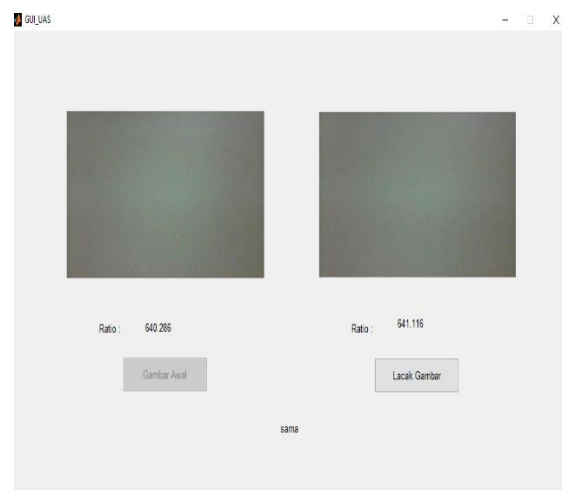 GUI_UAS
Ratio : 640.286
Ratio : 641.116
Gambar Awal
Lacak Gambar
sama